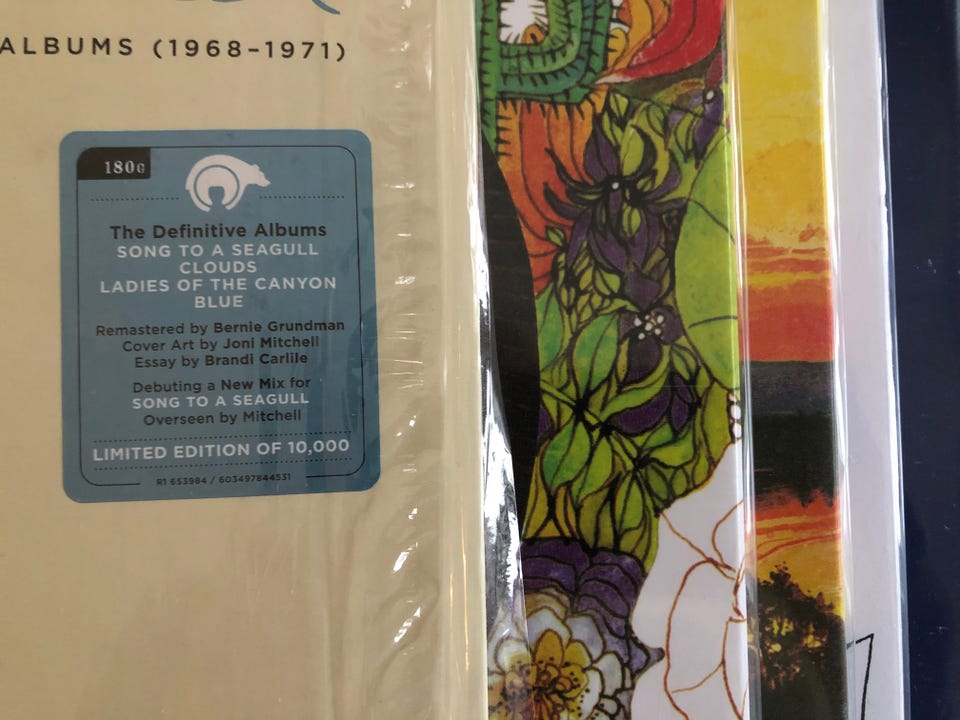 ALBUMS (1968-1971)
180G
The Definitive Albums
SONG TO A SEAGULL
CLOUDS
LADIES OF THE CANYON
BLUE
Remastered by Bernie Grundman
Cover Art by Joni Mitchell
Essay by Brandi Carlile
Debuting a New Mix for
SONG TO A SEAGULL
Overseen by Mitchell
LIMITED EDITION OF 10,000
R1 653984 / 603497844531